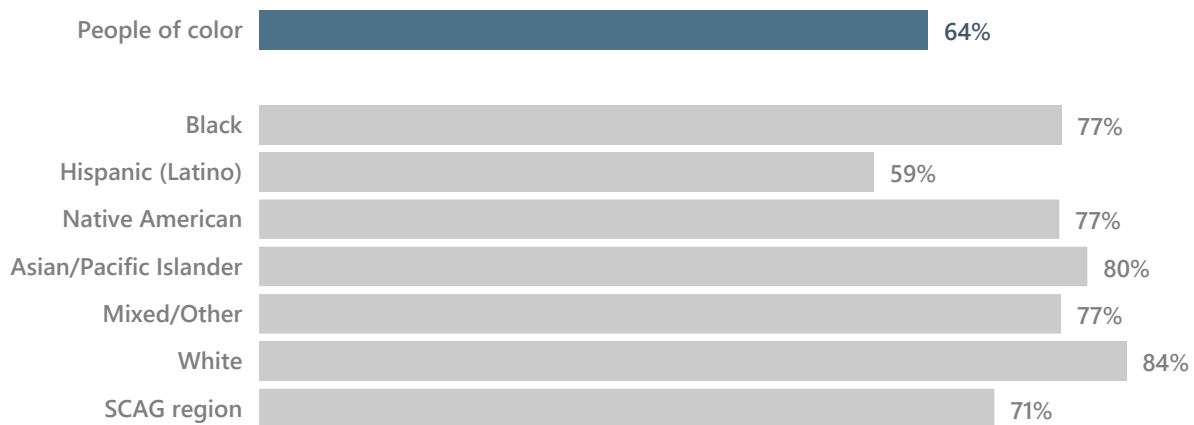 People of color 64%
Black 77%
Hispanic (Latino) 59%
Native American 77%
Asian/Pacific Islander 80%
Mixed/Other 77%
White 84%
SCAG region 71%